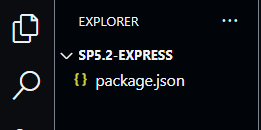 EXPLORER ...
SP5.2-EXPRESS
{} package.json